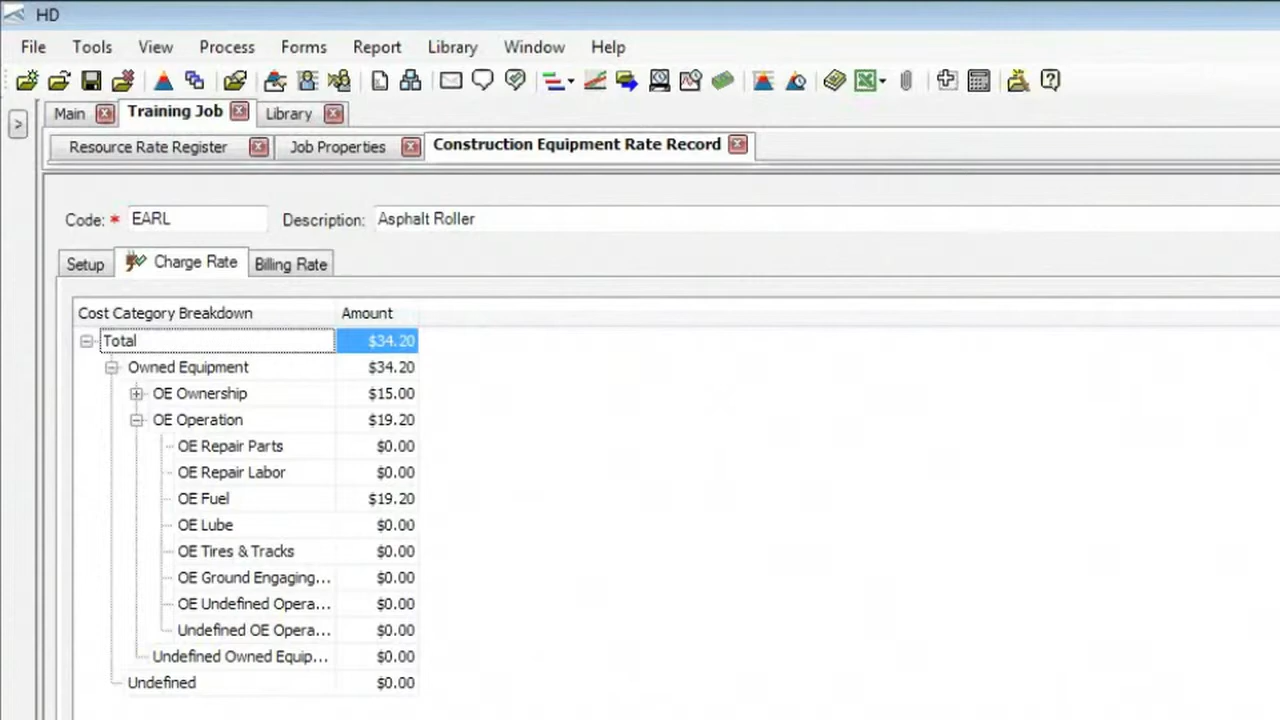 HD
File Tools View Process Forms Report Library Window Help
Main Training Job Library
Resource Rate Register Job Properties Construction Equipment Rate Record
Code: * EARL Description: Asphalt Roller
Setup Charge Rate Billing Rate
Cost Category Breakdown Amount
Total $34.20
Owned Equipment $34.20
OE Ownership $15.00
OE Operation $19.20
OE Repair Parts $0.00
OE Repair Labor $0.00
OE Fuel $19.20
OE Lube $0.00
OE Tires & Tracks $0.00
OE Ground Engaging... $0.00
OE Undefined Opera... $0.00
Undefined OE Opera... $0.00
Undefined Owned Equip... $0.00
Undefined $0.00